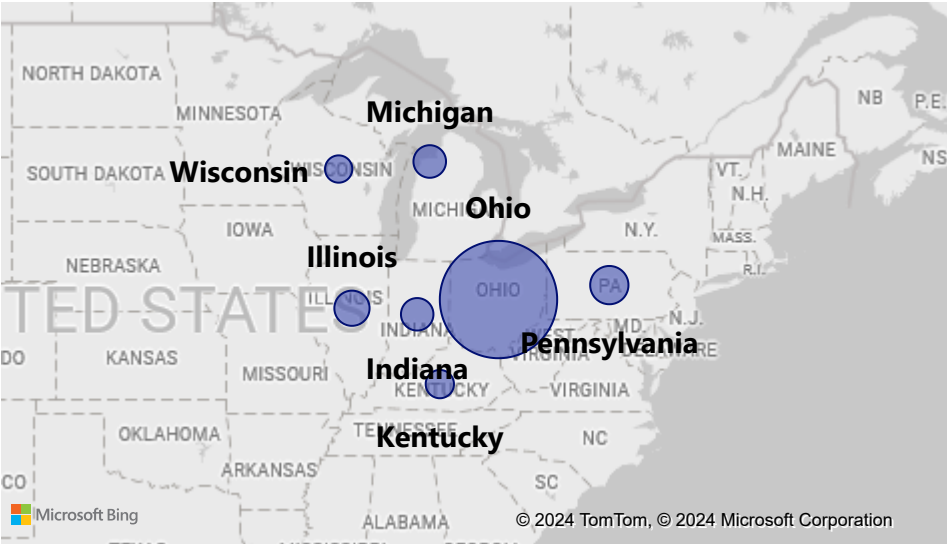 NB
P.E.
NORTH DAKOTA
MINNESOTA
Michigan
MAINE
NS
SOUTH DAKOTA
Wisconsin
WISCONSIN
VT.
N.H.
MICHIGAN
Ohio
IOWA
N.Y.
MASS.
NEBRASKA
Illinois
R.I.
ILLINOIS
OHIO
PA
TED STATES
INDIANA
MD.
N.J.
WEST
VIRGINIA
Pennsylvania
DELAWARE
DO
KANSAS
MISSOURI
Indiana
KENTUCKY
VIRGINIA
OKLAHOMA
TENNESSEE
Kentucky
NC
ARKANSAS
CO
SC
Microsoft Bing
ALABAMA
© 2024 TomTom, © 2024 Microsoft Corporation